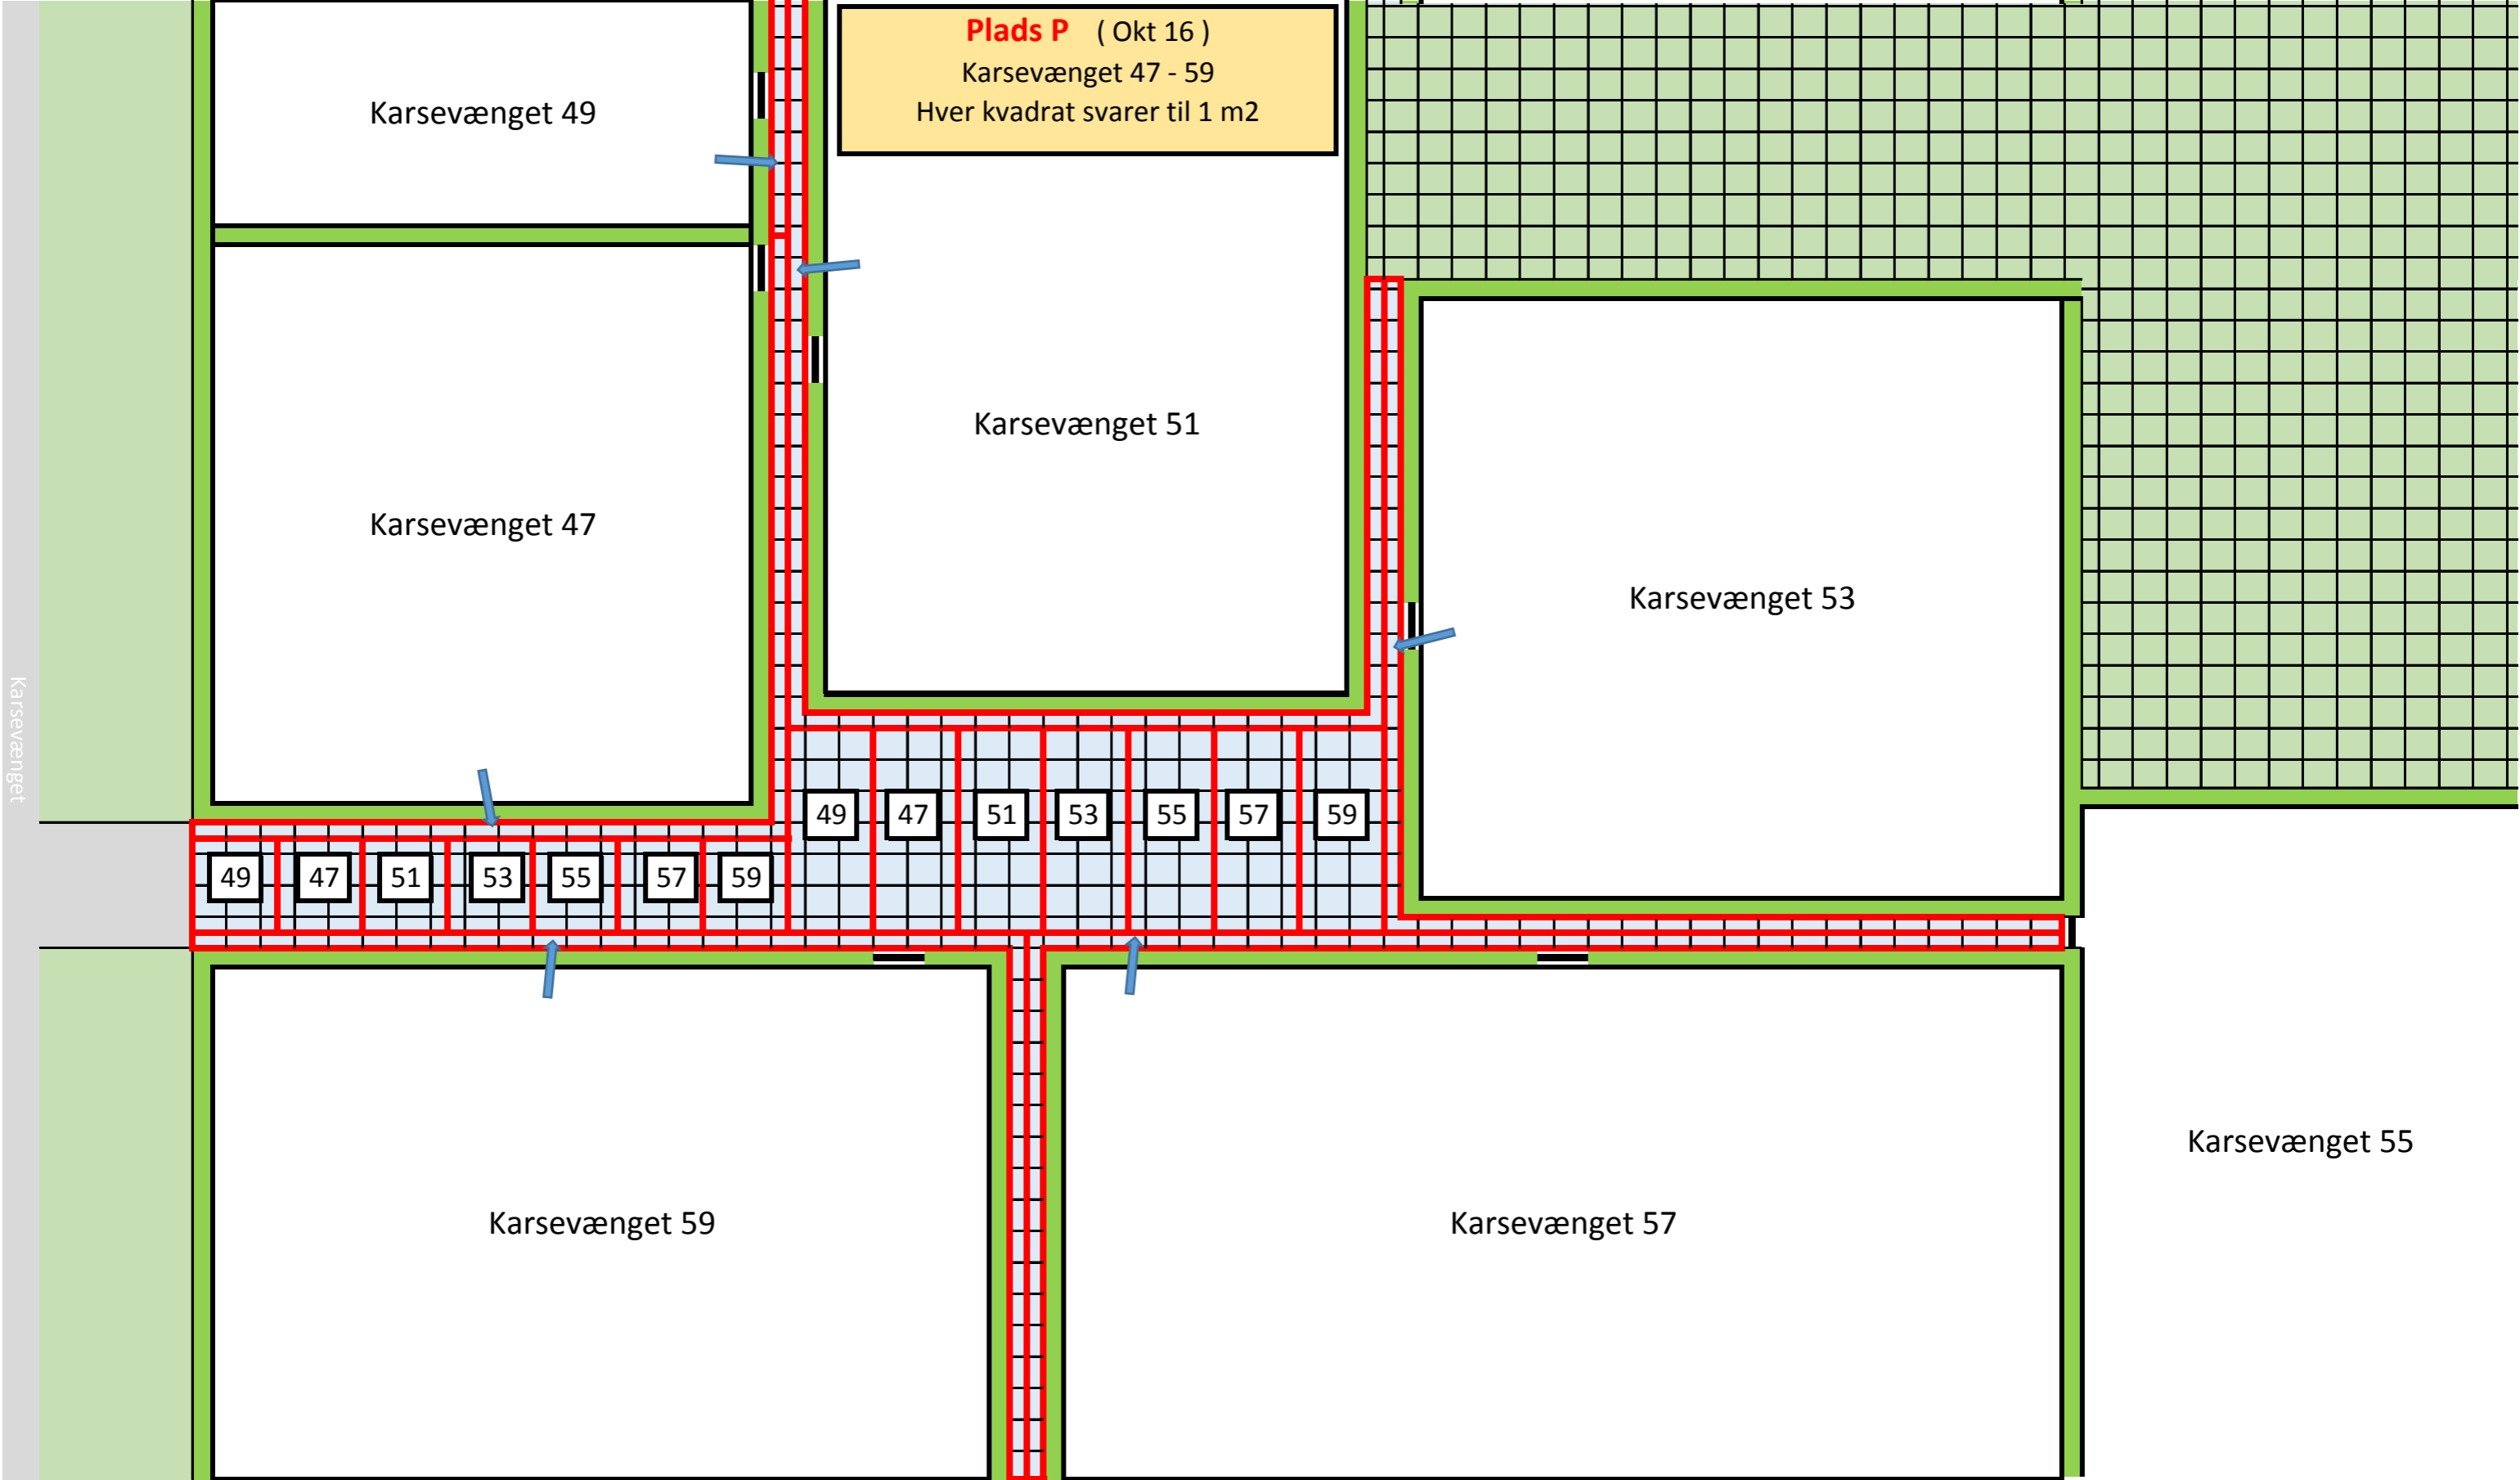 Plads P ( Okt 16 )
Karsevænget 47 - 59
Hver kvadrat svarer til 1 m2
Karsevænget 49
Karsevænget 51
Karsevænget 47
Karsevænget 53
Karsevænget
49 47 51 53 55 57 59
49 47 51 53 55 57 59
Karsevænget 55
Karsevænget 59
Karsevænget 57